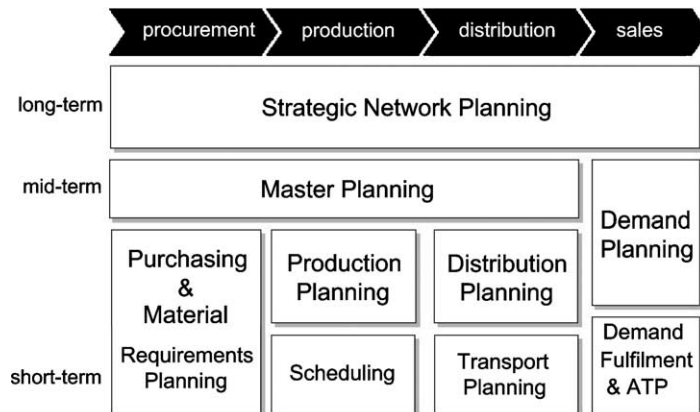 procurement production distribution sales
long-term
Strategic Network Planning
mid-term
Master Planning
Demand
Planning
Purchasing
&
Material
Requirements
Planning
Production
Planning
Distribution
Planning
short-term
Scheduling
Transport
Planning
Demand
Fulfilment
& ATP